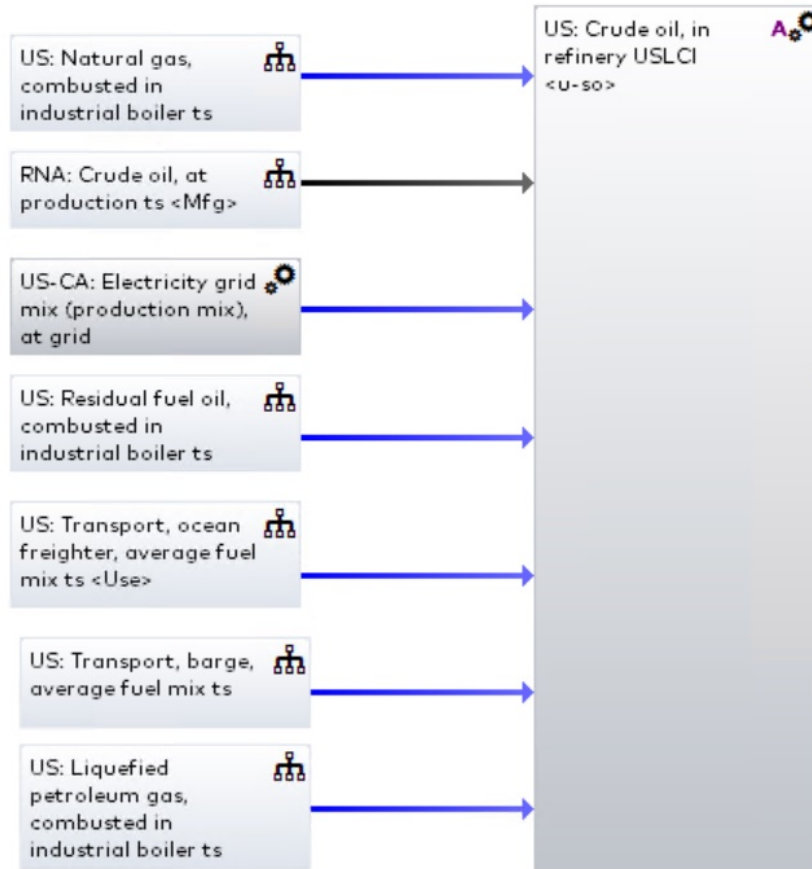 US: Natural gas,
combusted in
industrial boiler ts
US: Crude oil, in
refinery USLCI
<u-so>
A
RNA: Crude oil, at
production ts <Mfg>
US-CA: Electricity grid
mix (production mix),
at grid
US: Residual fuel oil,
combusted in
industrial boiler ts
US: Transport, ocean
freighter, average fuel
mix ts <Use>
US: Transport, barge,
average fuel mix ts
US: Liquefied
petroleum gas,
combusted in
industrial boiler ts